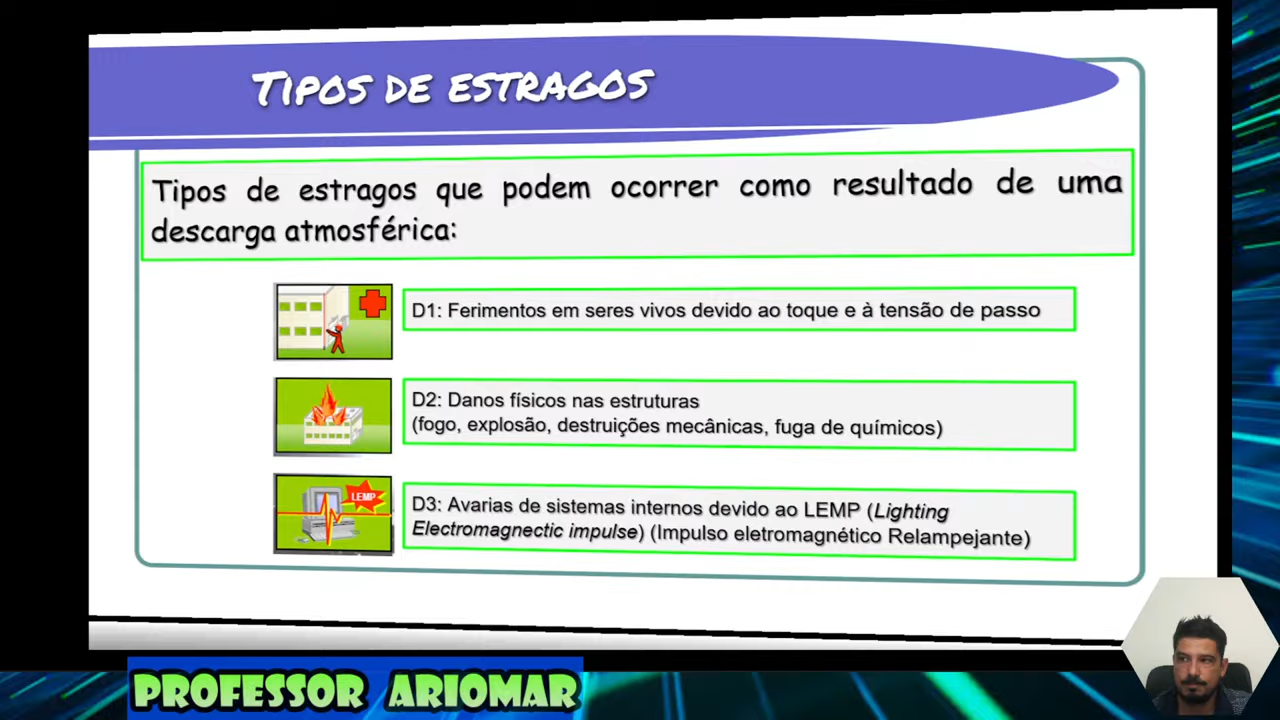 TIPOS DE ESTRAGOS
Tipos de estragos que podem ocorrer como resultado de uma
descarga atmosférica:
D1: Ferimentos em seres vivos devido ao toque e à tensão de passo
D2: Danos físicos nas estruturas
(fogo, explosão, destruições mecânicas, fuga de químicos)
LEMP
D3: Avarias de sistemas internos devido ao LEMP (Lighting
Electromagnectic impulse) (Impulso eletromagnético Relampejante)
PROFESSOR ARIOMAR